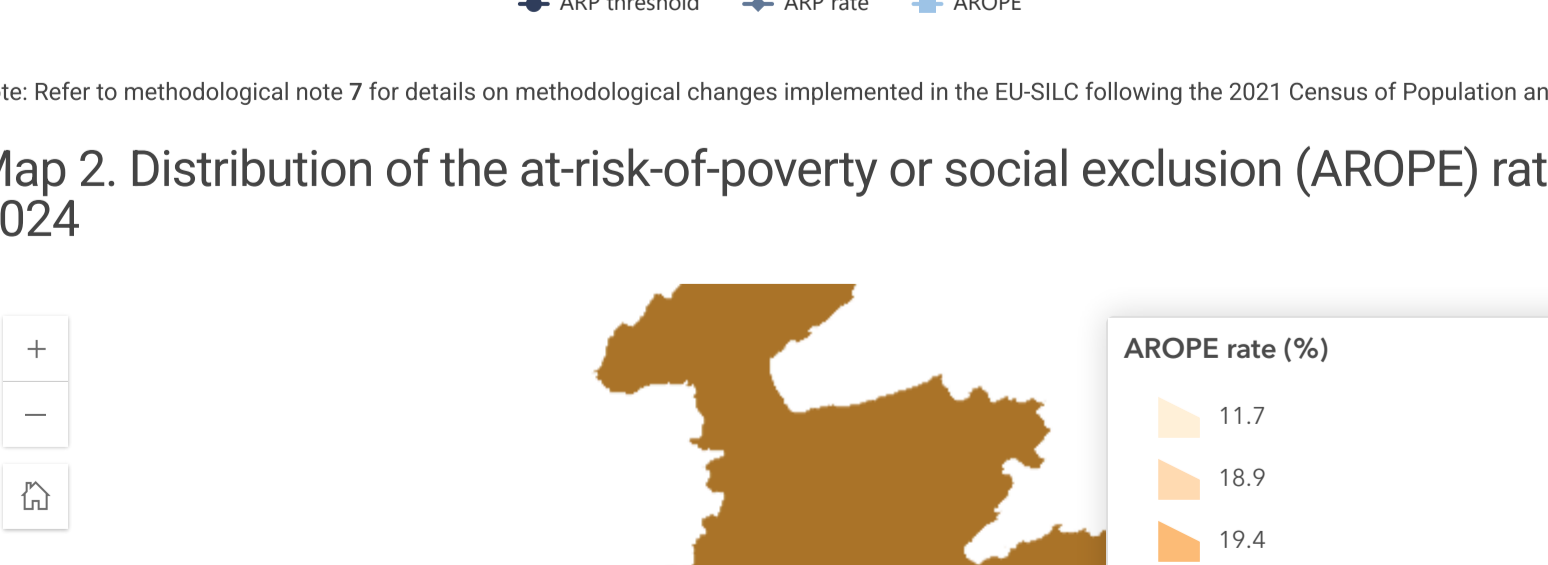 ARP threshold ARP rate AROPE
te: Refer to methodological note 7 for details on methodological changes implemented in the EU-SILC following the 2021 Census of Population an
Map 2. Distribution of the at-risk-of-poverty or social exclusion (AROPE) rat
024
AROPE rate (%)
11.7
18.9
19.4